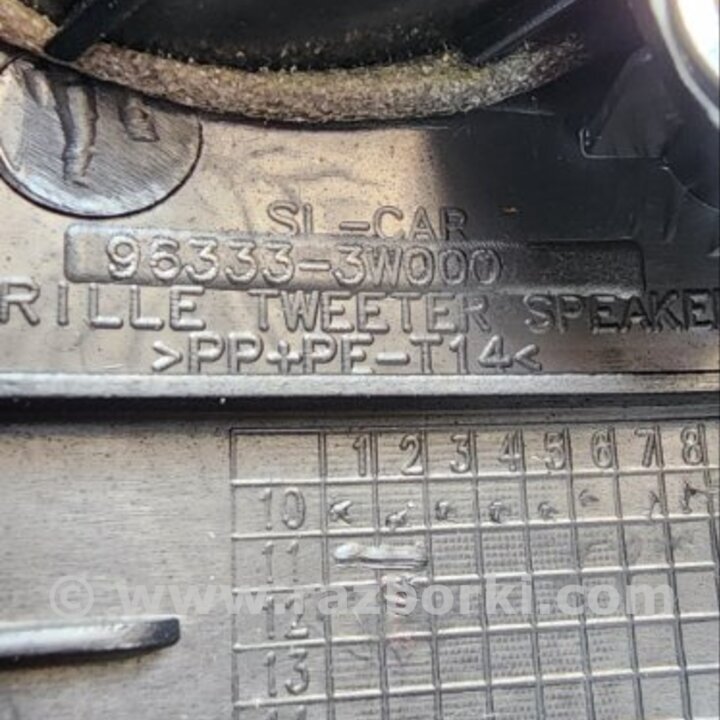 SL-CAR
96333-3W000
RILLE TWEETER SPEAKE
>PP+PE-T14<
1 2 3 4 5 6 7 8
10
11
© www.razborki.com
12
13